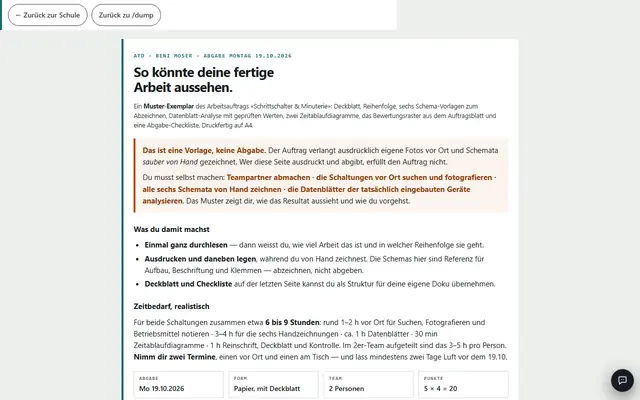 ← Zurück zur Schule
Zurück zu /dump
ATD · BENI MOSER · ABGABE MONTAG 19.10.2026
So könnte deine fertige
Arbeit aussehen.
Ein Muster-Exemplar des Arbeitsauftrags «Schrittschalter & Minuterie»: Deckblatt, Reihenfolge, sechs Schema-Vorlagen zum
Abzeichnen, Datenblatt-Analyse mit geprüften Werten, zwei Zeitablaufdiagramme, das Bewertungsraster aus dem Auftragsblatt und
eine Abgabe-Checkliste. Druckfertig auf A4.
Das ist eine Vorlage, keine Abgabe. Der Auftrag verlangt ausdrücklich eigene Fotos vor Ort und Schemata
sauber von Hand gezeichnet. Wer diese Seite ausdruckt und abgibt, erfüllt den Auftrag nicht.
Du musst selbst machen: Teampartner abmachen · die Schaltungen vor Ort suchen und fotografieren ·
alle sechs Schemata von Hand zeichnen · die Datenblätter der tatsächlich eingebauten Geräte
analysieren. Das Muster zeigt dir, wie das Resultat aussieht und wie du vorgehst.
Was du damit machst
• Einmal ganz durchlesen — dann weisst du, wie viel Arbeit das ist und in welcher Reihenfolge sie geht.
• Ausdrucken und daneben legen, während du von Hand zeichnest. Die Schemas hier sind Referenz für
Aufbau, Beschriftung und Klemmen — abzeichnen, nicht abgeben.
• Deckblatt und Checkliste auf der letzten Seite kannst du als Struktur für deine eigene Doku übernehmen.
Zeitbedarf, realistisch
Für beide Schaltungen zusammen etwa 6 bis 9 Stunden: rund 1–2 h vor Ort für Suchen, Fotografieren und
Betriebsmittel notieren · 3–4 h für die sechs Handzeichnungen · ca. 1 h Datenblätter · 30 min
Zeitablaufdiagramme · 1 h Reinschrift, Deckblatt und Kontrolle. Im 2er-Team aufgeteilt sind das 3–5 h pro Person.
Nimm dir zwei Termine, einen vor Ort und einen am Tisch — und lass mindestens zwei Tage Luft vor dem 19.10.
ABGABE
Mo 19.10.2026
FORM
Papier, mit Deckblatt
TEAM
2 Personen
PUNKTE
5 × 4 = 20